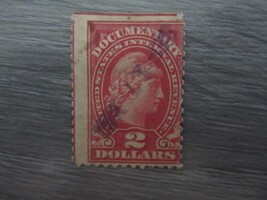 DOCUMENTARY
UNITED STATES INTERNAL REVENUE
2
DOLLARS